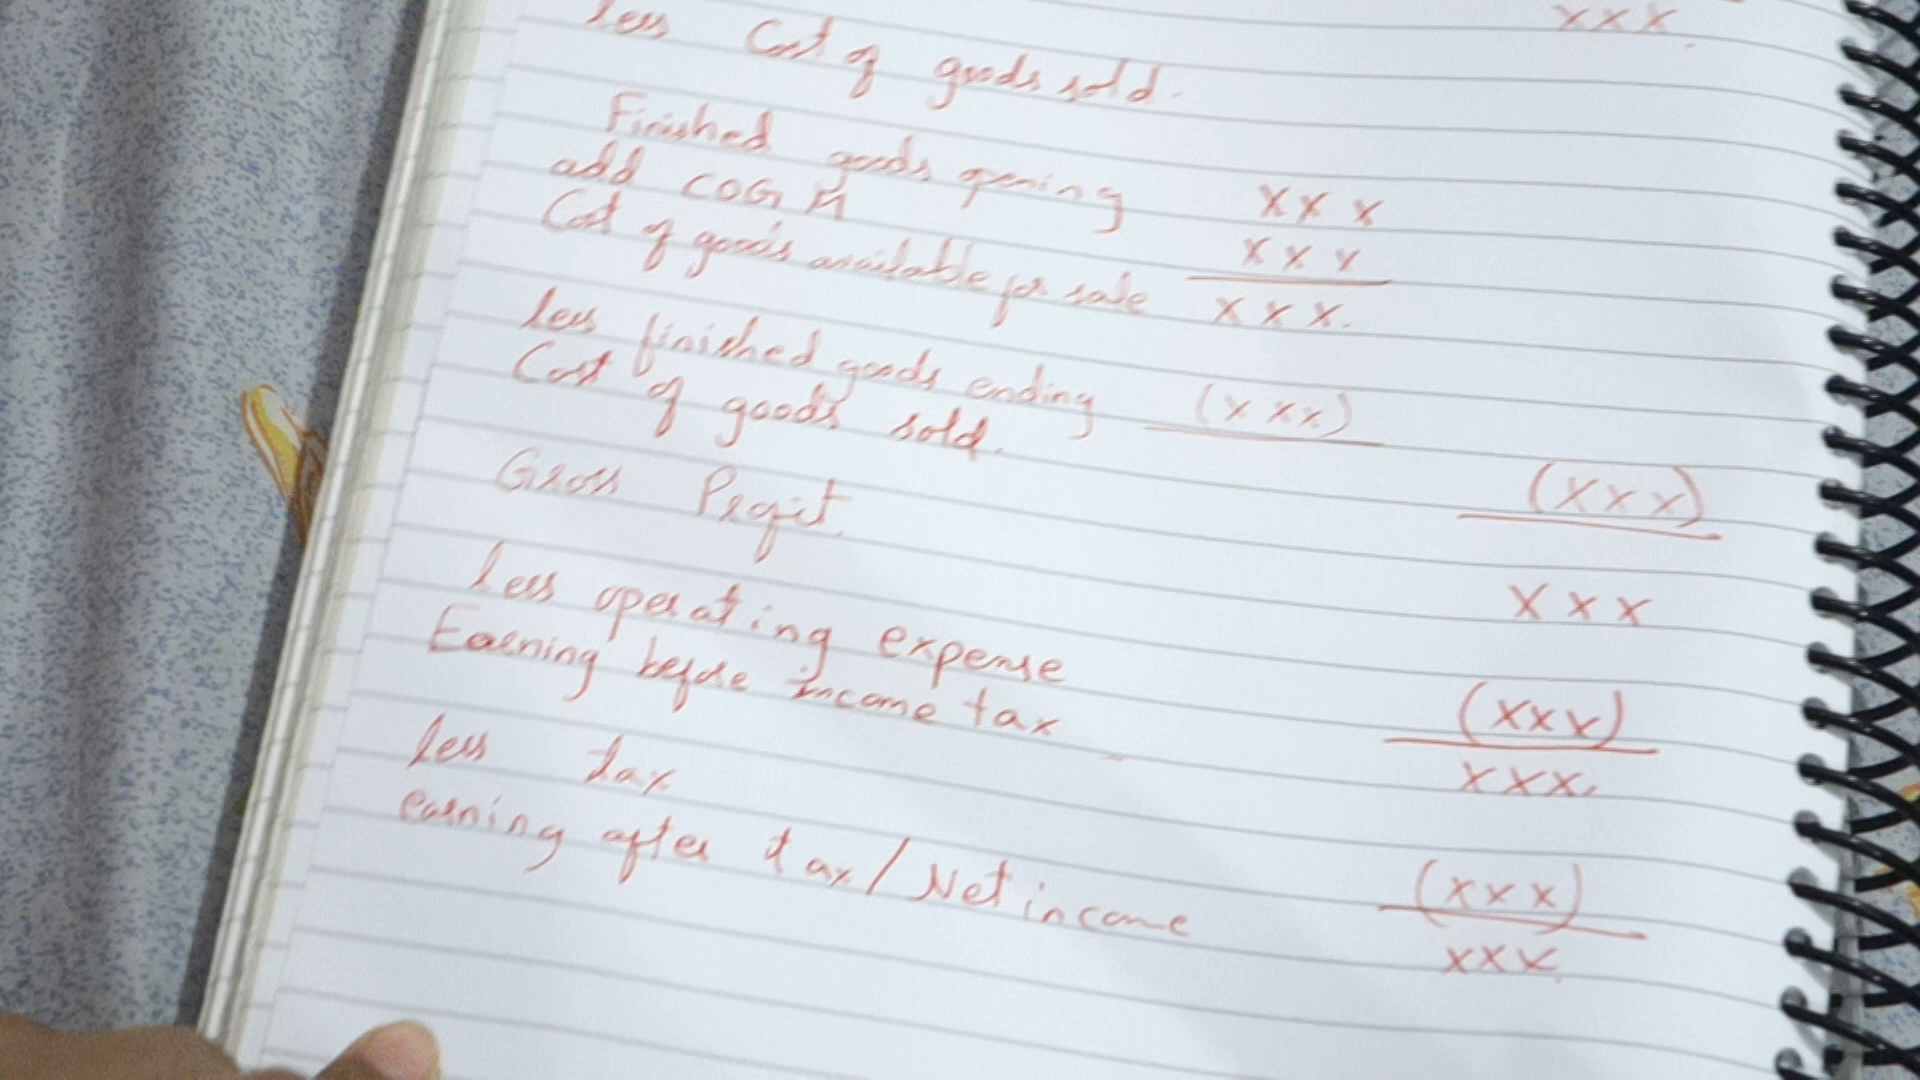 xxx.
less Cost of goods sold.
Finished goods opening xxx
add COGM xxx
Cost of goods available for sale xxx.
less finished goods ending (xxx)
Cost of goods sold. (xxx)
Gross Profit. xxx
less operating expense (xxx)
Earning before income tax xxx.
less tax (xxx)
earning after tax/Net income xxx.